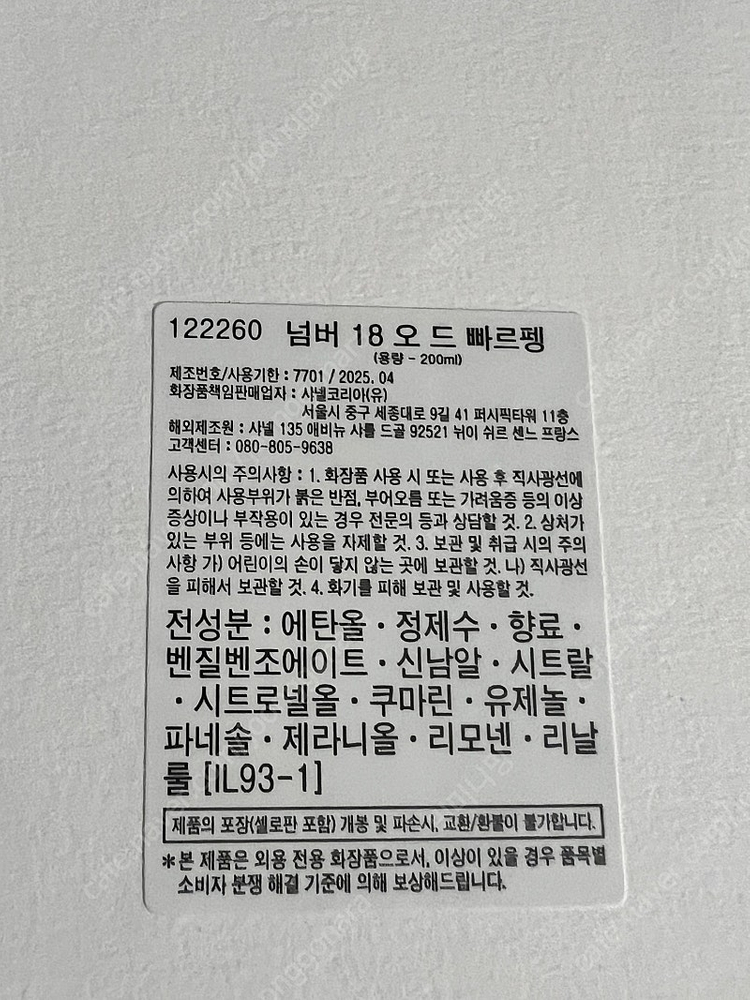 122260 넘버 18 오 드 빠르펭
(용량 - 200ml)
제조번호/사용기한 : 7701 / 2025. 04
화장품책임판매업자 : 샤넬코리아(유)
서울시 중구 세종대로 9길 41 퍼시픽타워 11층
해외제조원 : 샤넬 135 애비뉴 샤를 드골 92521 뉘이 쉬르 센느 프랑스
고객센터 : 080-805-9638
사용시의 주의사항 : 1. 화장품 사용 시 또는 사용 후 직사광선에
의하여 사용부위가 붉은 반점, 부어오름 또는 가려움증 등의 이상
증상이나 부작용이 있는 경우 전문의 등과 상담할 것. 2. 상처가
있는 부위 등에는 사용을 자제할 것. 3. 보관 및 취급 시의 주의
사항 가) 어린이의 손이 닿지 않는 곳에 보관할 것. 나) 직사광선
을 피해서 보관할 것. 4. 화기를 피해 보관 및 사용할 것.
전성분 : 에탄올 · 정제수 · 향료 ·
벤질벤조에이트 · 신남알 · 시트랄
· 시트로넬올 · 쿠마린 · 유제놀 ·
파네솔 · 제라니올 · 리모넨 · 리날
룰 [IL93-1]
제품의 포장(셀로판 포함) 개봉 및 파손시, 교환/환불이 불가합니다.
*본 제품은 외용 전용 화장품으로서, 이상이 있을 경우 품목별
소비자 분쟁 해결 기준에 의해 보상해드립니다.